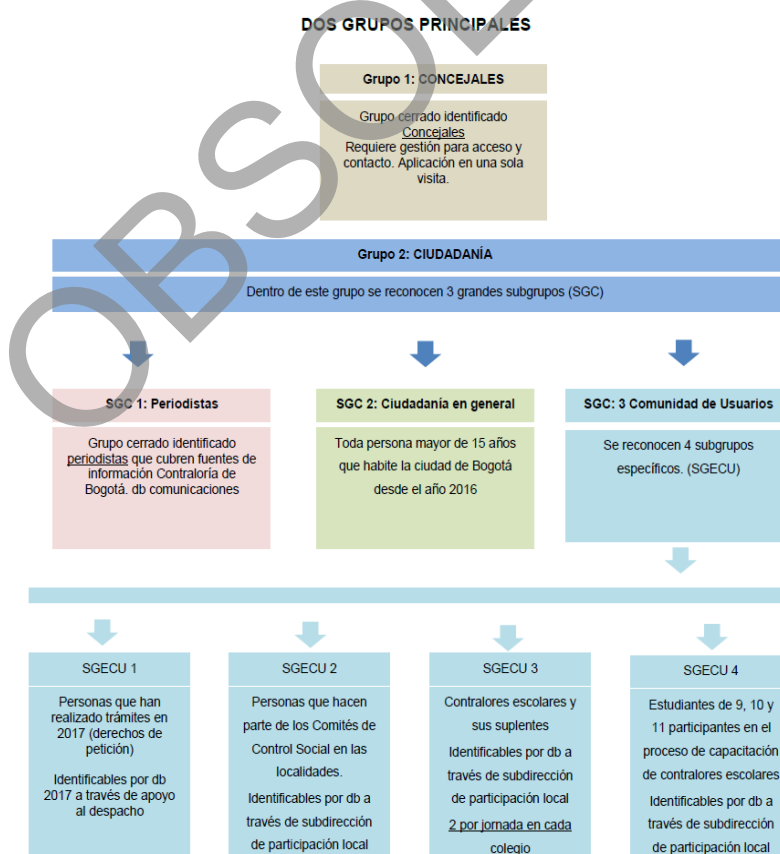 DOS GRUPOS PRINCIPALES
Grupo 1: CONCEJALES
Grupo cerrado identificado
Concejales
Requiere gestión para acceso y
contacto. Aplicación en una sola
visita.
Grupo 2: CIUDADANÍA
Dentro de este grupo se reconocen 3 grandes subgrupos (SGC)
SGC 1: Periodistas
Grupo cerrado identificado
periodistas que cubren fuentes de
información Contraloría de
Bogotá. db comunicaciones
SGC 2: Ciudadanía en general
Toda persona mayor de 15 años
que habite la ciudad de Bogotá
desde el año 2016
SGC: 3 Comunidad de Usuarios
Se reconocen 4 subgrupos
específicos. (SGECU)
SGECU 1
Personas que han
realizado trámites en
2017 (derechos de
petición)
Identificables por db
2017 a través de apoyo
al despacho
SGECU 2
Personas que hacen
parte de los Comités de
Control Social en las
localidades.
Identificables por db a
través de subdirección
de participación local
SGECU 3
Contralores escolares y
sus suplentes
Identificables por db a
través de subdirección
de participación local
2 por jornada en cada
colegio
SGECU 4
Estudiantes de 9, 10 y
11 participantes en el
proceso de capacitación
de contralores escolares
Identificables por db a
través de subdirección
de participación local